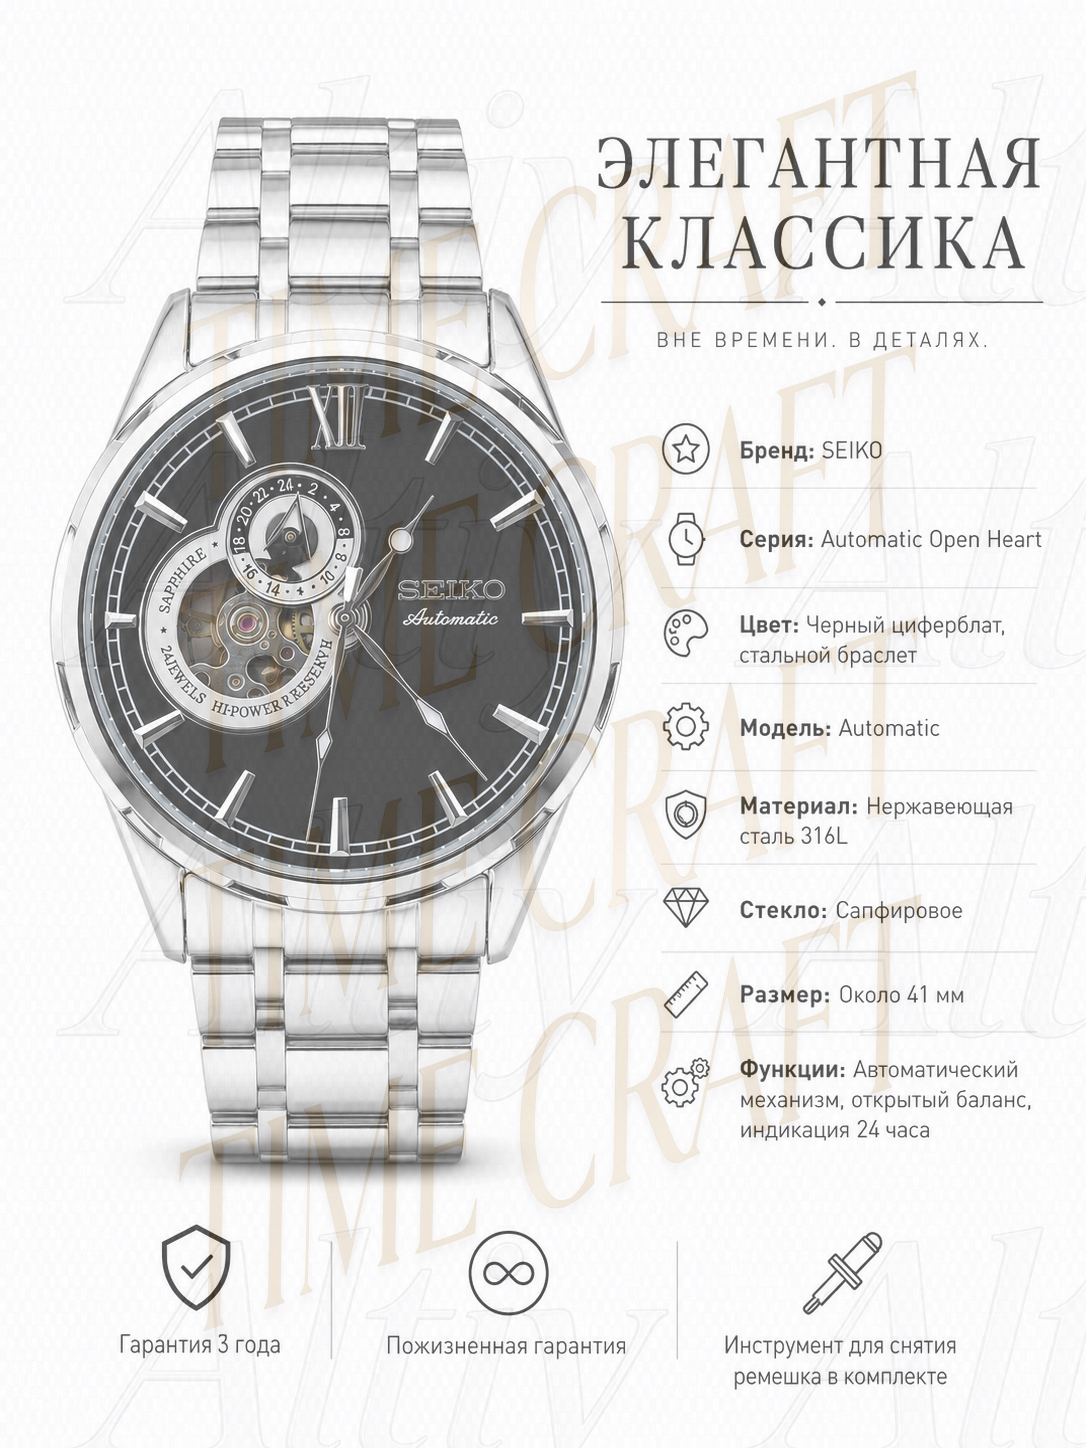 ЭЛЕГАНТНАЯ
КЛАССИКА
ВНЕ ВРЕМЕНИ. В ДЕТАЛЯХ.
Бренд: SEIKO
Серия: Automatic Open Heart
Цвет: Черный циферблат,
стальной браслет
Модель: Automatic
Материал: Нержавеющая
сталь 316L
Стекло: Сапфировое
Размер: Около 41 мм
Функции: Автоматический
механизм, открытый баланс,
индикация 24 часа
XII
22 · 24 · 2 · 4 · 8 · 8 · 10 · 14 · 16 · 18 · 20
SEIKO
Automatic
SAPPHIRE
24JEWELS
HI-POWER
TIME CRAFT
TIME CRAFT
TIME CRAFT
TIME CRAFT
Гарантия 3 года
Пожизненная гарантия
Инструмент для снятия
ремешка в комплекте